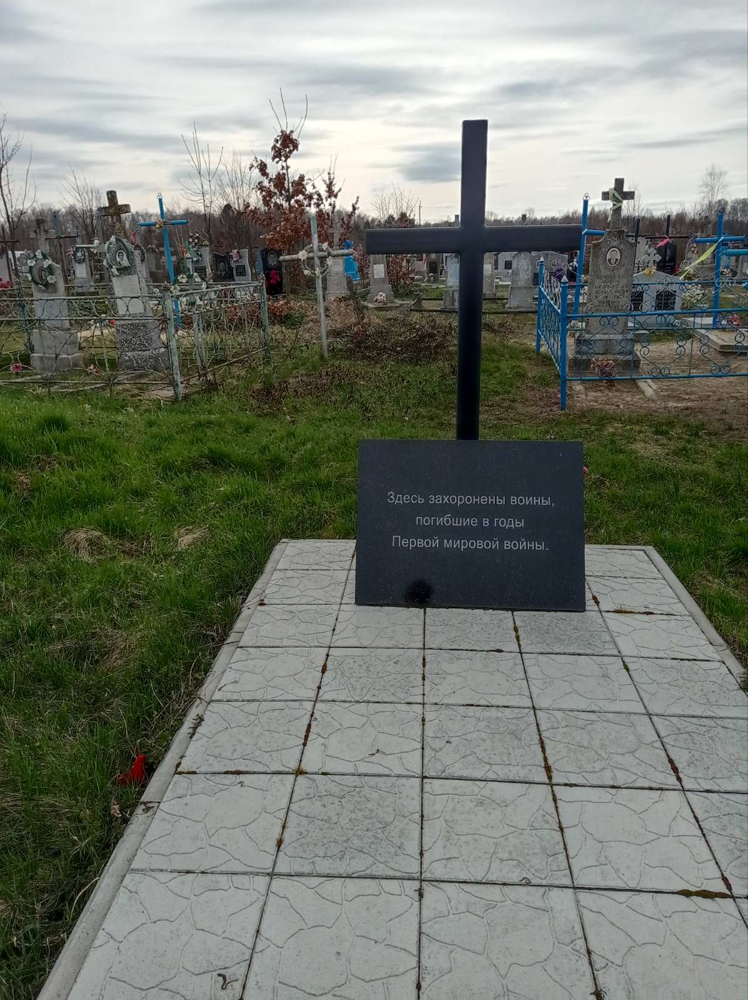 Здесь захоронены воины,
погибшие в годы
Первой мировой войны.